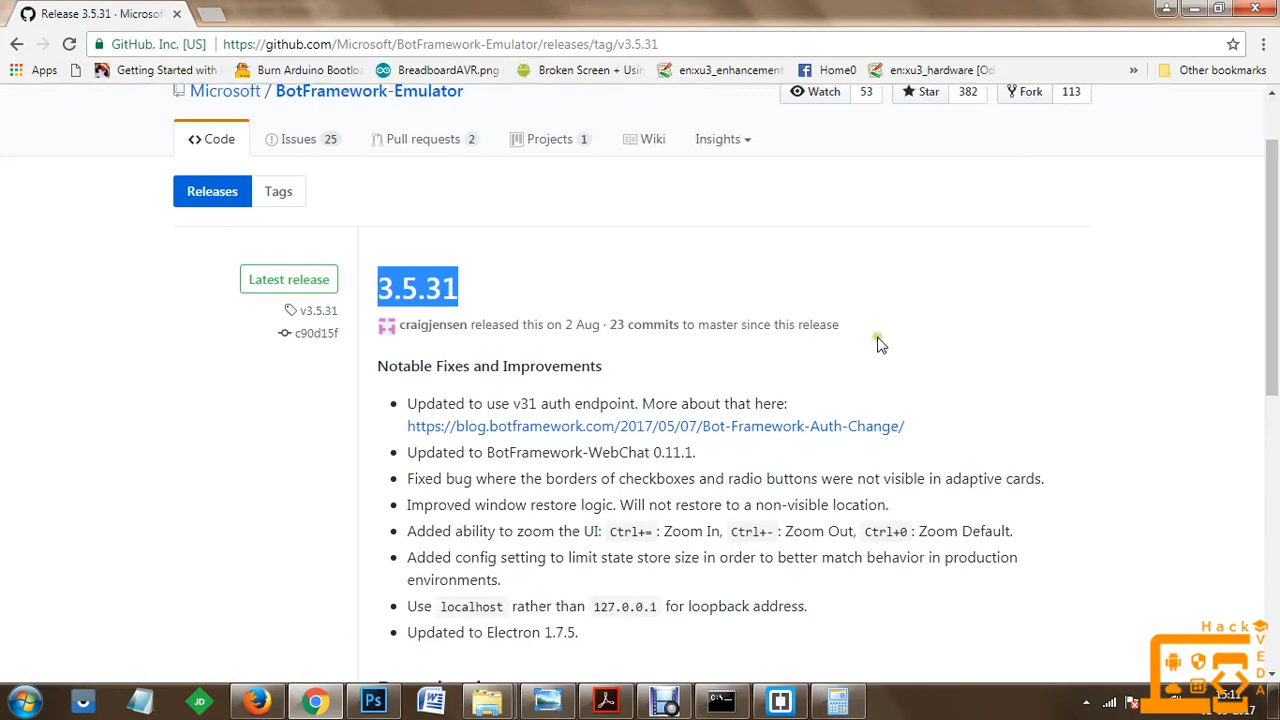 Release 3.5.31 · Microsof
GitHub, Inc. [US]
https://github.com/Microsoft/BotFramework-Emulator/releases/tag/v3.5.31
Apps
Getting Started with
Burn Arduino Bootlo
BreadboardAVR.png
Broken Screen + Usin
en:xu3_enhancement
Home0
en:xu3_hardware [Od
»
Other bookmarks
Microsoft / BotFramework-Emulator
Watch 53
Star 382
Fork 113
Code
Issues 25
Pull requests 2
Projects 1
Wiki
Insights
Releases
Tags
Latest release
v3.5.31
c90d15f
3.5.31
craigjensen released this on 2 Aug · 23 commits to master since this release
Notable Fixes and Improvements
Updated to use v31 auth endpoint. More about that here:
https://blog.botframework.com/2017/05/07/Bot-Framework-Auth-Change/
Updated to BotFramework-WebChat 0.11.1.
Fixed bug where the borders of checkboxes and radio buttons were not visible in adaptive cards.
Improved window restore logic. Will not restore to a non-visible location.
Added ability to zoom the UI: Ctrl+= : Zoom In, Ctrl+- : Zoom Out, Ctrl+0 : Zoom Default.
Added config setting to limit state store size in order to better match behavior in production
environments.
Use localhost rather than 127.0.0.1 for loopback address.
Updated to Electron 1.7.5.
Hack
VEDA
JD
Ps